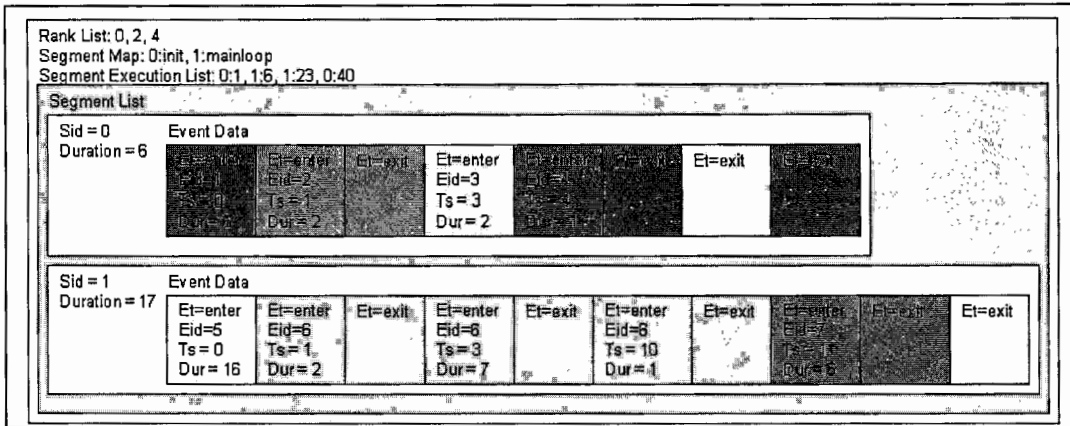 Rank List: 0, 2, 4
Segment Map: 0:init, 1:mainloop
Segment Execution List: 0:1, 1:6, 1:23, 0:40
Segment List
Sid = 0 Event Data
Duration = 6
Et=enter Et=exit Et=enter Et=exit
Eid=2 Eid=3
Ts = 1 Ts = 3
Dur = 2 Dur = 2
Sid = 1 Event Data
Duration = 17
Et=enter Et=enter Et=exit Et=enter Et=exit Et=enter Et=exit Et=enter Et=exit Et=exit
Eid=5 Eid=6 Eid=6 Eid=6 Eid=7
Ts = 0 Ts = 1 Ts = 3 Ts = 10
Dur = 16 Dur = 2 Dur = 7 Dur = 1